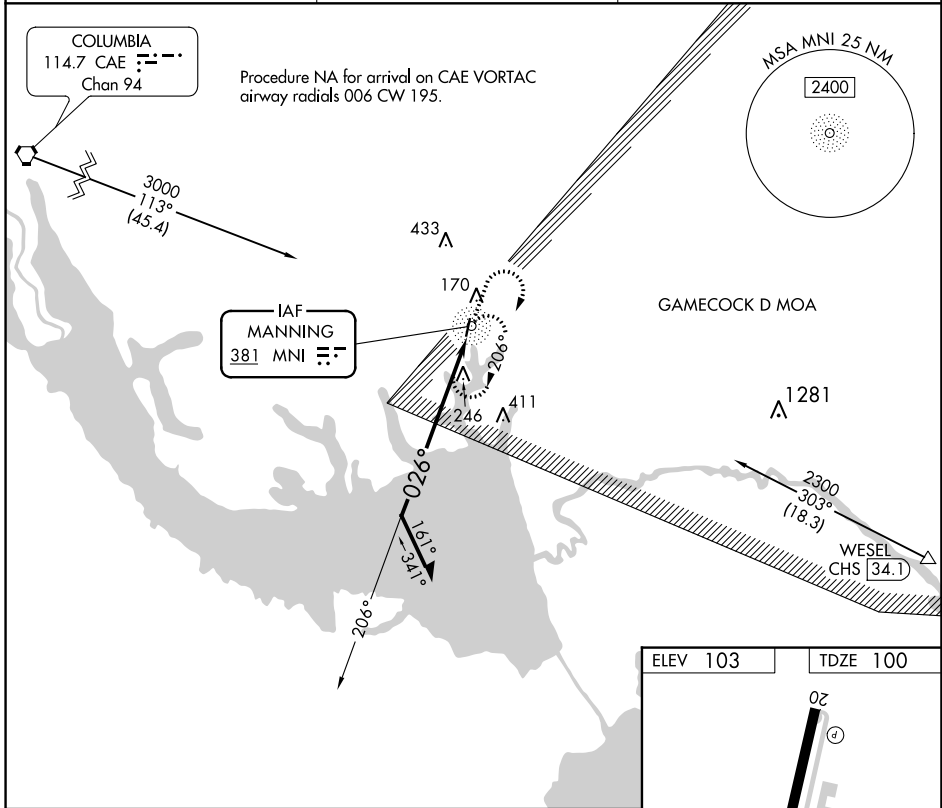 COLUMBIA
114.7 CAE
Chan 94
Procedure NA for arrival on CAE VORTAC
airway radials 006 CW 195.
MSA MNI 25 NM
2400
3000
113°
(45.4)
433
170
IAF
MANNING
381 MNI
206°
GAMECOCK D MOA
246
411
1281
026°
161°
341°
206°
2300
303°
(18.3)
WESEL
CHS 34.1
ELEV 103
TDZE 100
20
P